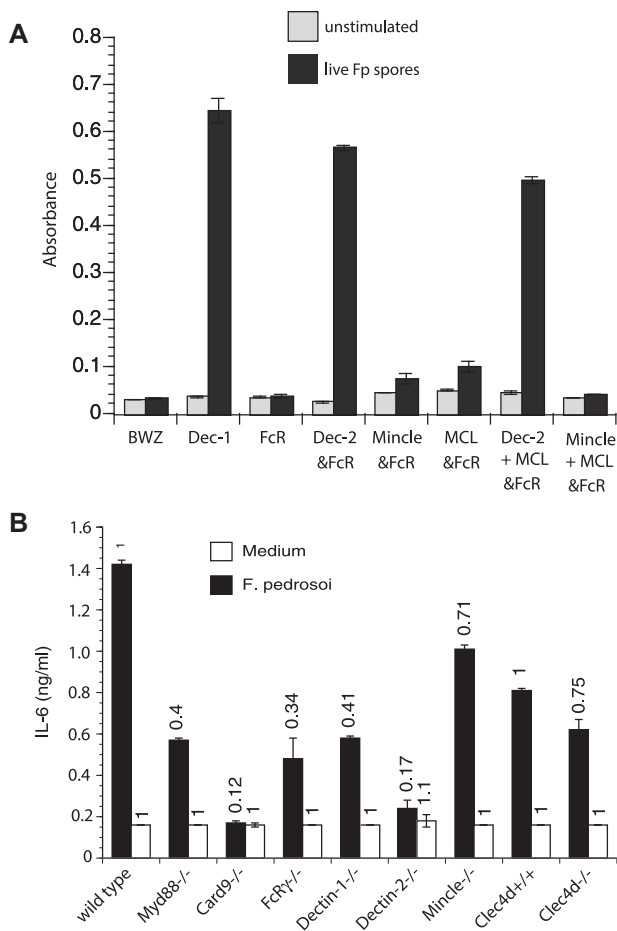 A
unstimulated
live Fp spores
0.8
0.7
0.6
0.5
0.4
0.3
0.2
0.1
0
Absorbance
BWZ
Dec-1
FcR
Dec-2
&FcR
Mincle
&FcR
MCL
&FcR
Dec-2
+ MCL
&FcR
Mincle
+ MCL
&FcR
B
Medium
F. pedrosoi
1.6
1.4
1.2
1.0
0.8
0.6
0.4
0.2
0
IL-6 (ng/ml)
1
1
0.4
1
0.12
1
0.34
1
0.41
1
0.17
1.1
0.71
1
1
1
0.75
1
wild type
Myd88-/-
Card9-/-
FcRγ-/-
Dectin-1-/-
Dectin-2-/-
Mincle-/-
Clec4d+/+
Clec4d-/-